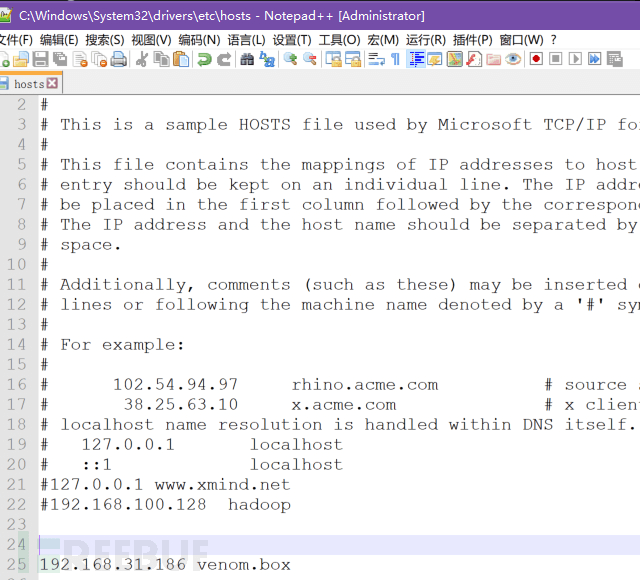 C:\Windows\System32\drivers\etc\hosts - Notepad++ [Administrator]
文件(F) 编辑(E) 搜索(S) 视图(V) 编码(N) 语言(L) 设置(T) 工具(O) 宏(M) 运行(R) 插件(P) 窗口(W) ?
hosts
2 #
3 # This is a sample HOSTS file used by Microsoft TCP/IP fo
4 #
5 # This file contains the mappings of IP addresses to host
6 # entry should be kept on an individual line. The IP addr
7 # be placed in the first column followed by the correspon
8 # The IP address and the host name should be separated by
9 # space.
10 #
11 # Additionally, comments (such as these) may be inserted
12 # lines or following the machine name denoted by a '#' sy
13 #
14 # For example:
15 #
16 # 102.54.94.97 rhino.acme.com # source
17 # 38.25.63.10 x.acme.com # x clien
18 # localhost name resolution is handled within DNS itself.
19 # 127.0.0.1 localhost
20 # ::1 localhost
21 #127.0.0.1 www.xmind.net
22 #192.168.100.128 hadoop
23
24
FREEBUF
25 192.168.31.186 venom.box